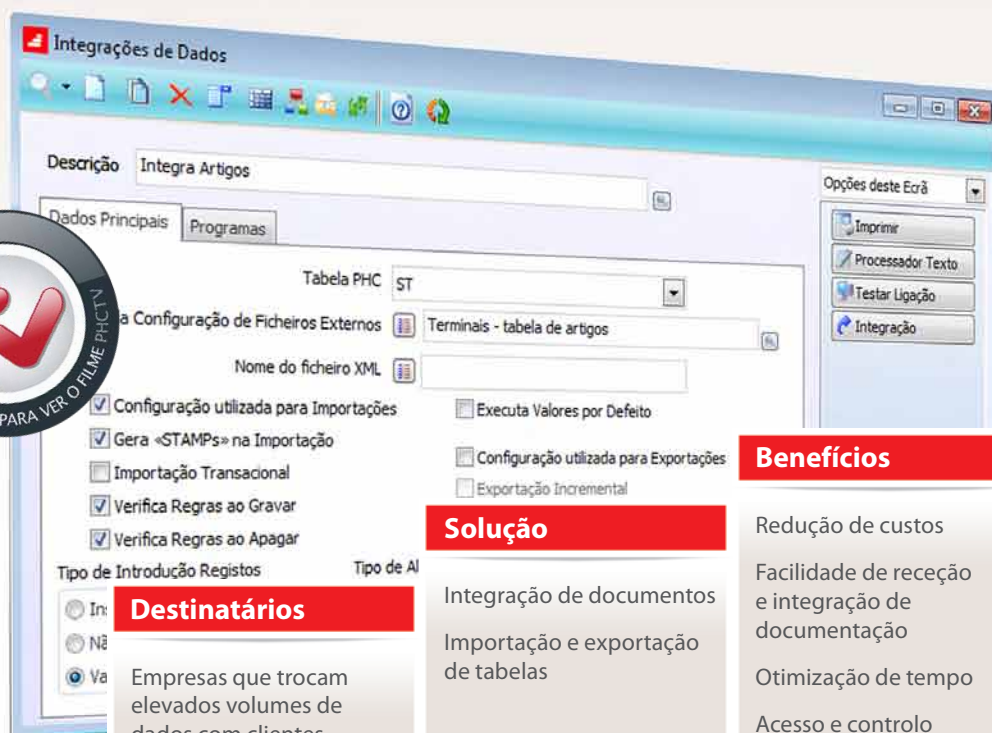 Integrações de Dados
Descrição Integra Artigos
Opções deste Ecrã
Imprimir
Processador Texto
Testar Ligação
Integração
Dados Principais
Programas
Tabela PHC ST
a Configuração de Ficheiros Externos Terminais - tabela de artigos
Nome do ficheiro XML
PARA VER O FILME PHCTV
Configuração utilizada para Importações
Executa Valores por Defeito
Gera «STAMPs» na Importação
Configuração utilizada para Exportações
Importação Transacional
Exportação Incremental
Verifica Regras ao Gravar
Verifica Regras ao Apagar
Tipo de Introdução Registos
Tipo de Al
Destinatários
Empresas que trocam
elevados volumes de
dados com clientes
Solução
Integração de documentos
Importação e exportação
de tabelas
Benefícios
Redução de custos
Facilidade de receção
e integração de
documentação
Otimização de tempo
Acesso e controlo